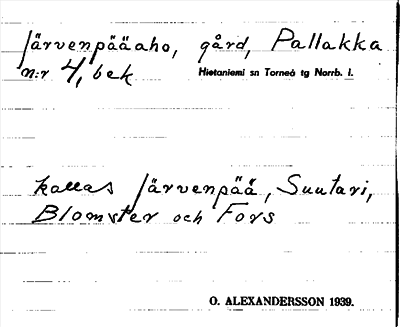 Järvenpääaho, gård, Pallakka
n:r 4, bek Hietaniemi sn Torneå tg Norrb. l.
kallas Järvenpää, Suutari,
Blomster och Fors
O. ALEXANDERSSON 1939.